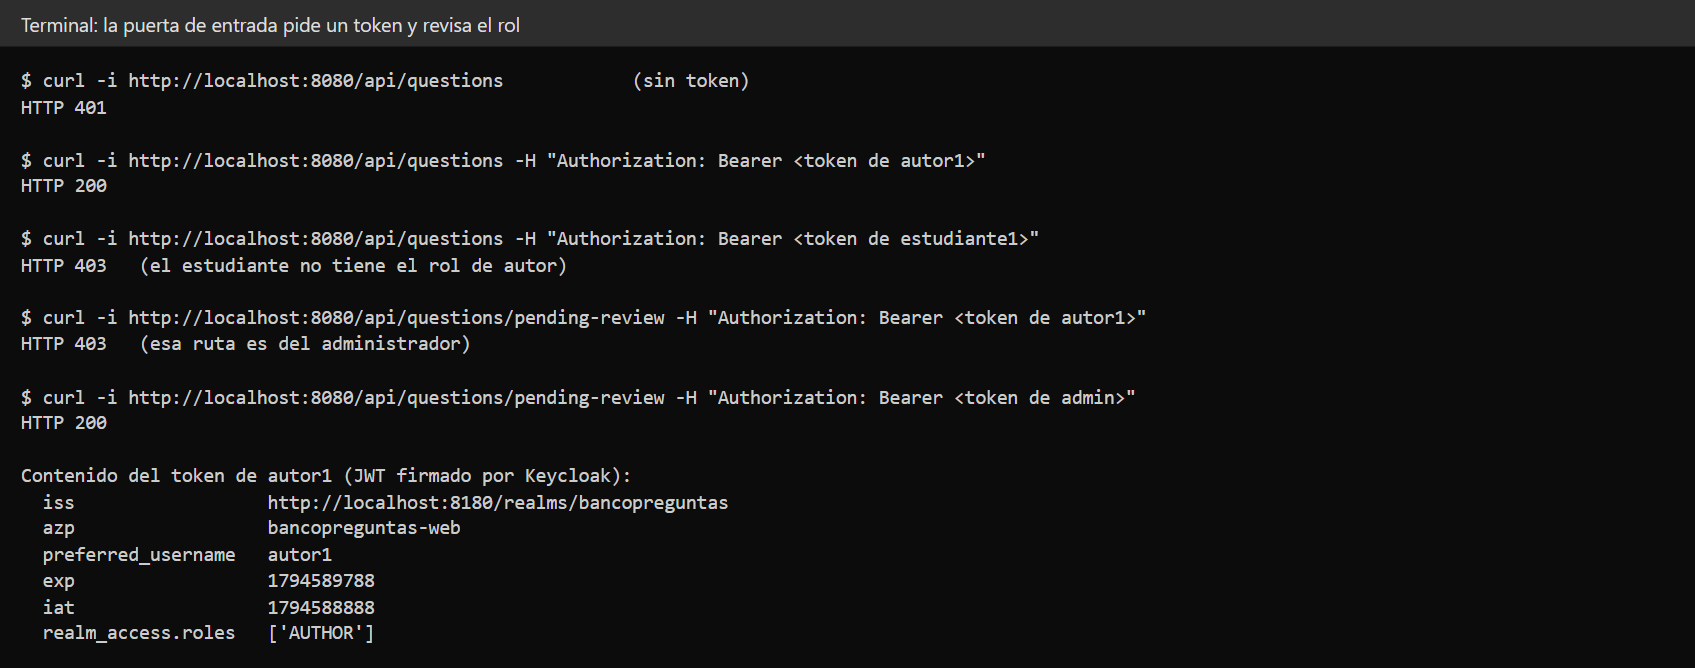 Terminal: la puerta de entrada pide un token y revisa el rol
$ curl -i http://localhost:8080/api/questions            (sin token)
HTTP 401
$ curl -i http://localhost:8080/api/questions -H "Authorization: Bearer <token de autor1>"
HTTP 200
$ curl -i http://localhost:8080/api/questions -H "Authorization: Bearer <token de estudiante1>"
HTTP 403   (el estudiante no tiene el rol de autor)
$ curl -i http://localhost:8080/api/questions/pending-review -H "Authorization: Bearer <token de autor1>"
HTTP 403   (esa ruta es del administrador)
$ curl -i http://localhost:8080/api/questions/pending-review -H "Authorization: Bearer <token de admin>"
HTTP 200
Contenido del token de autor1 (JWT firmado por Keycloak):
  iss                  http://localhost:8180/realms/bancopreguntas
  azp                  bancopreguntas-web
  preferred_username   autor1
  exp                  1794589788
  iat                  1794588888
  realm_access.roles   ['AUTHOR']